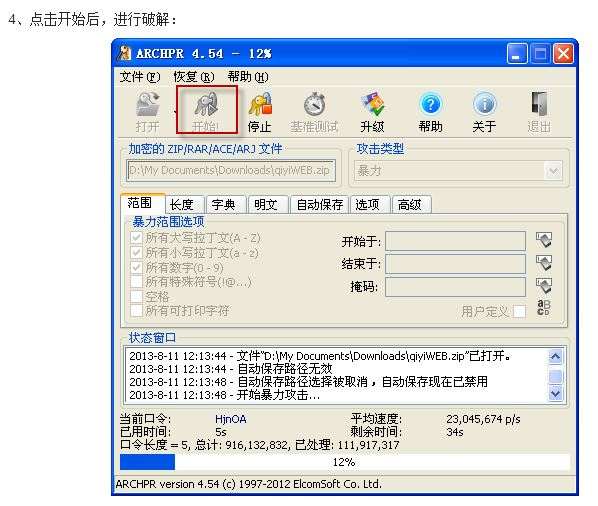 4、点击开始后，进行破解：
ARCHPR 4.54 - 12%
文件(F) 恢复(R) 帮助(H)
打开 开始! 停止 基准测试 升级 帮助 关于 退出
加密的 ZIP/RAR/ACE/ARJ 文件 攻击类型
D:\My Documents\Downloads\qiyiWEB.zip 暴力
范围 长度 字典 明文 自动保存 选项 高级
暴力范围选项
所有大写拉丁文(A - Z) 开始于:
所有小写拉丁文(a - z)
结束于:
所有数字(0 - 9)
所有特殊符号(!@...) 掩码:
空格
所有可打印字符 用户定义
状态窗口
2013-8-11 12:13:44 - 文件"D:\My Documents\Downloads\qiyiWEB.zip"已打开。
2013-8-11 12:13:44 - 自动保存路径无效
2013-8-11 12:13:48 - 自动保存路径选择被取消，自动保存现在已禁用
2013-8-11 12:13:48 - 开始暴力攻击...
当前口令: HjnOA 平均速度: 23,045,674 p/s
已用时间: 5s 剩余时间: 34s
口令长度 = 5, 总计: 916,132,832, 已处理: 111,917,317
12%
ARCHPR version 4.54 (c) 1997-2012 ElcomSoft Co. Ltd.